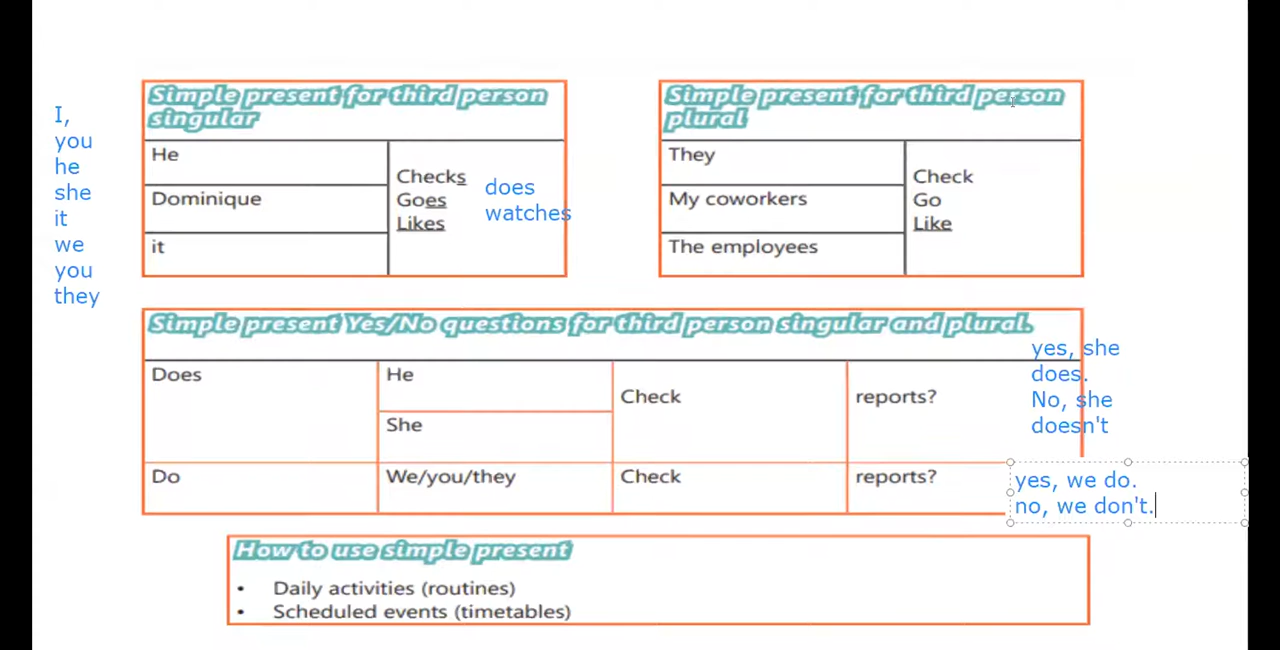 I,
you
he
she
it
we
you
they
Simple present for third person
singular
He
Dominique
it
Checks
Goes
Likes
does
watches
Simple present for third person
plural
They
My coworkers
The employees
Check
Go
Like
Simple present Yes/No questions for third person singular and plural.
Does
He
She
Check
reports?
yes, she
does.
No, she
doesn't
Do
We/you/they
Check
reports?
yes, we do.
no, we don't.
How to use simple present
• Daily activities (routines)
• Scheduled events (timetables)